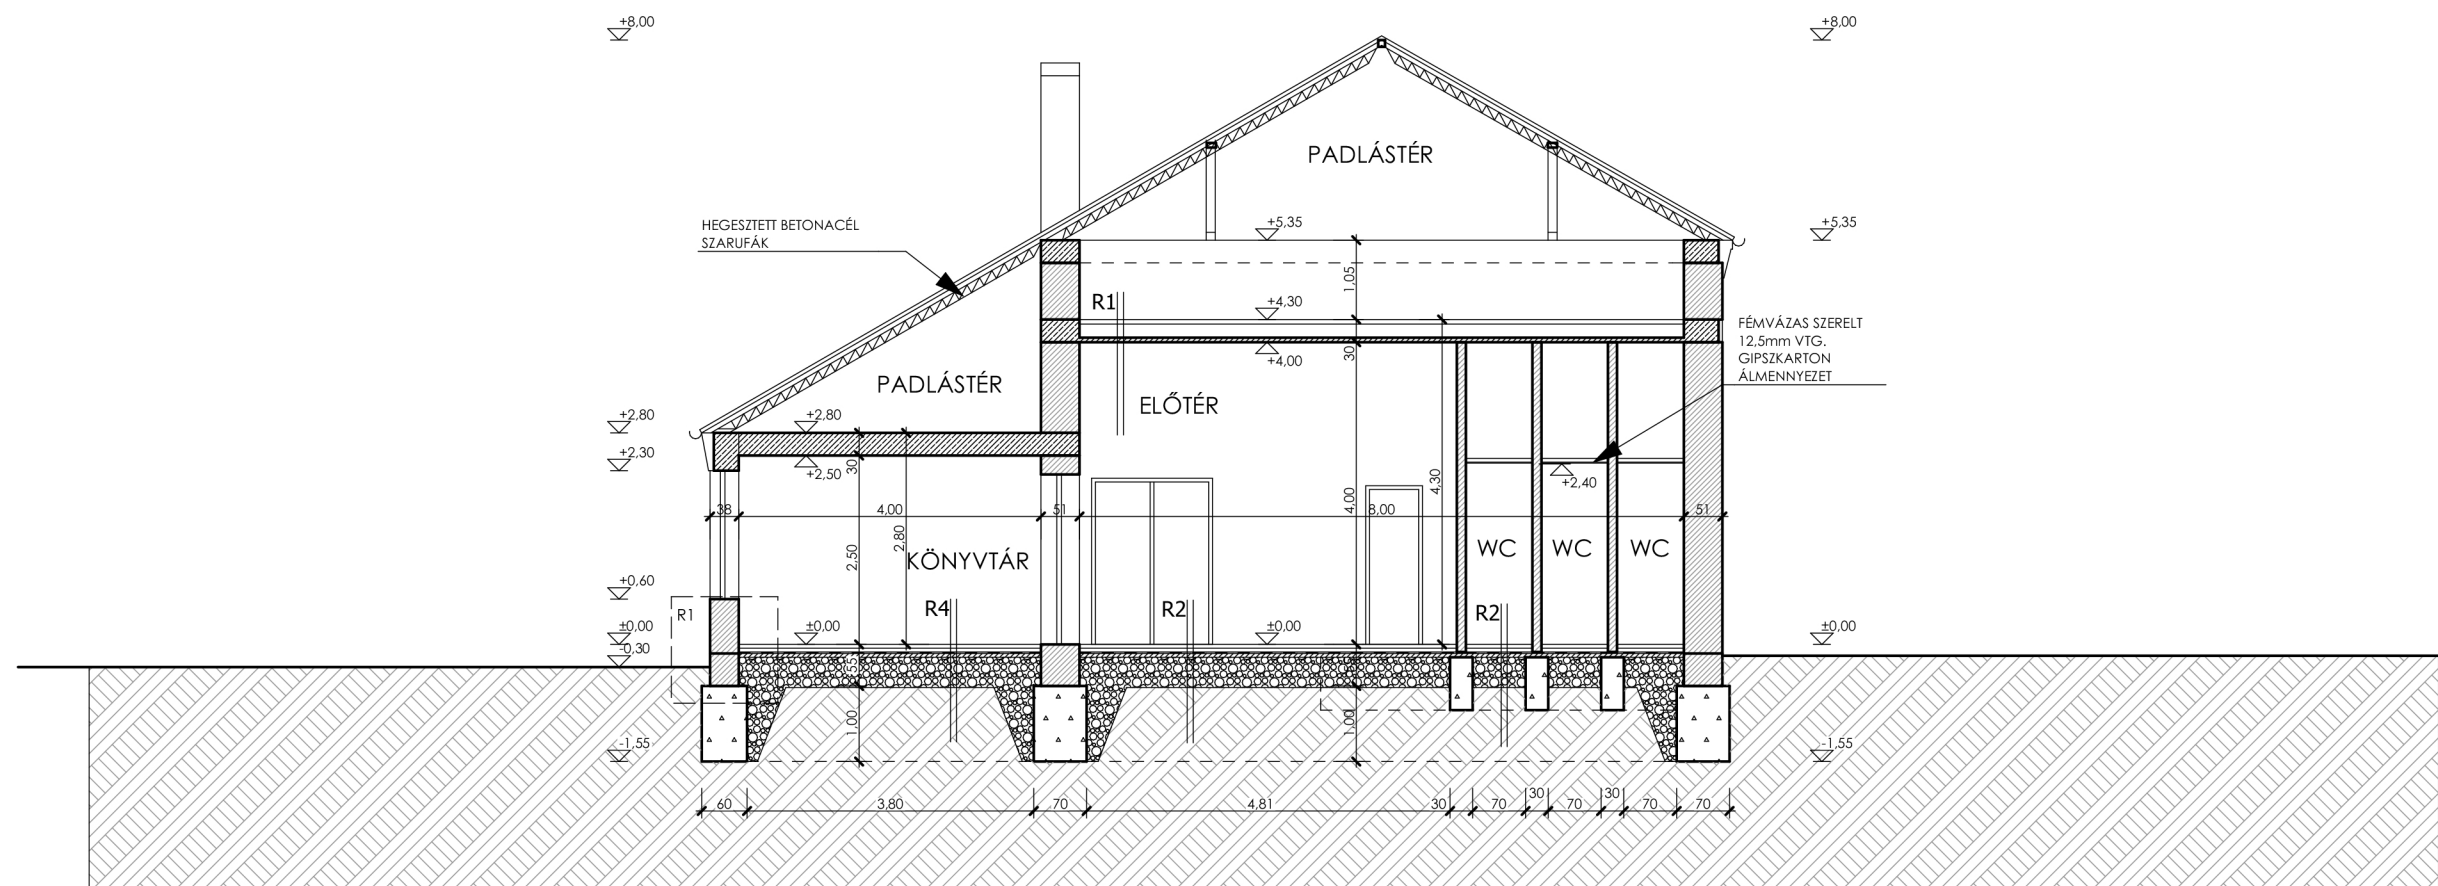 +8,00
+8,00
PADLÁSTÉR
HEGESZTETT BETONACÉL
SZARUFÁK
+5,35
+5,35
1,05
R1
+4,30
FÉMVÁZAS SZERELT
12,5mm VTG.
GIPSZKARTON
ÁLMENNYEZET
+4,00
30
PADLÁSTÉR
ELŐTÉR
+2,80
+2,80
+2,30
+2,50
30
4,30
+2,40
38
4,00
51
4,00
8,00
51
2,80
2,50
KÖNYVTÁR
WC
WC
WC
+0,60
R1
R4
R2
R2
±0,00
±0,00
±0,00
±0,00
-0,30
55
1,00
1,00
-1,55
-1,55
60
3,80
70
4,81
30
70
30
70
30
70
70